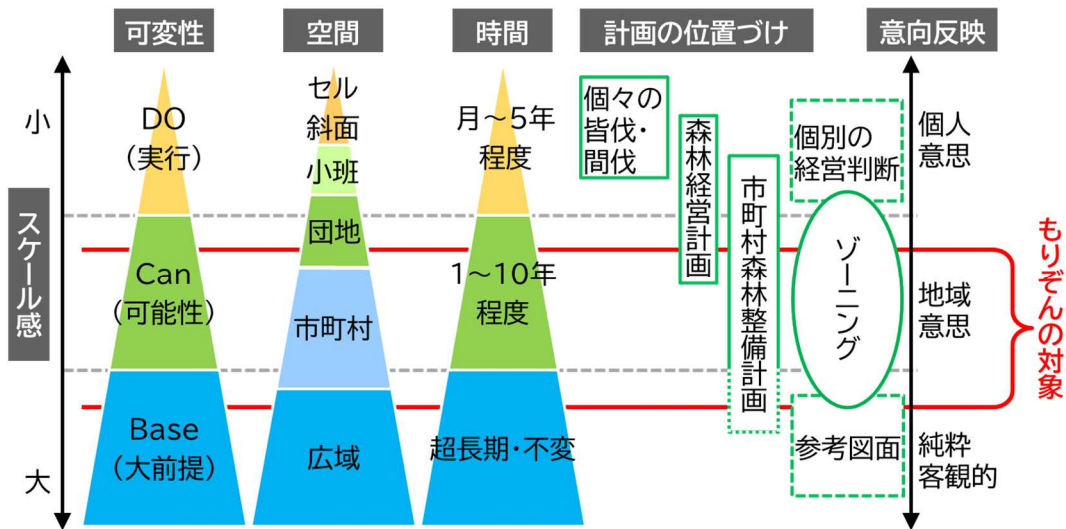 可変性
空間
時間
計画の位置づけ
意向反映
スケール感
小
大
DO
(実行)
Can
(可能性)
Base
(大前提)
セル
斜面
小班
団地
市町村
広域
月～5年
程度
1～10年
程度
超長期・不変
個々の
皆伐・
間伐
森林経営計画
市町村森林整備計画
個別の
経営判断
ゾーニング
参考図面
個人
意思
地域
意思
純粋
客観的
もりぞんの対象